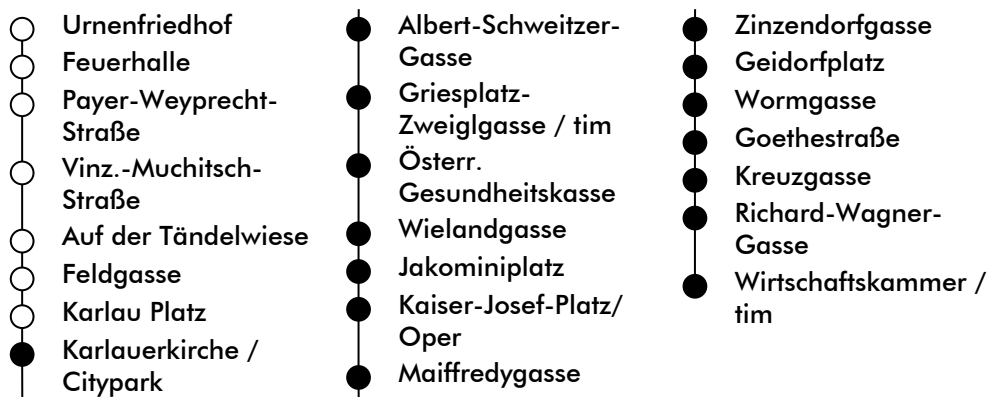 Urnenfriedhof
Feuerhalle
Payer-Weyprecht-
Straße
Vinz.-Muchitsch-
Straße
Auf der Tändelwiese
Feldgasse
Karlau Platz
Karlauerkirche /
Citypark
Albert-Schweitzer-
Gasse
Griesplatz-
Zweiglgasse / tim
Österr.
Gesundheitskasse
Wielandgasse
Jakominiplatz
Kaiser-Josef-Platz/
Oper
Maiffredygasse
Zinzendorfgasse
Geidorfplatz
Wormgasse
Goethestraße
Kreuzgasse
Richard-Wagner-
Gasse
Wirtschaftskammer /
tim